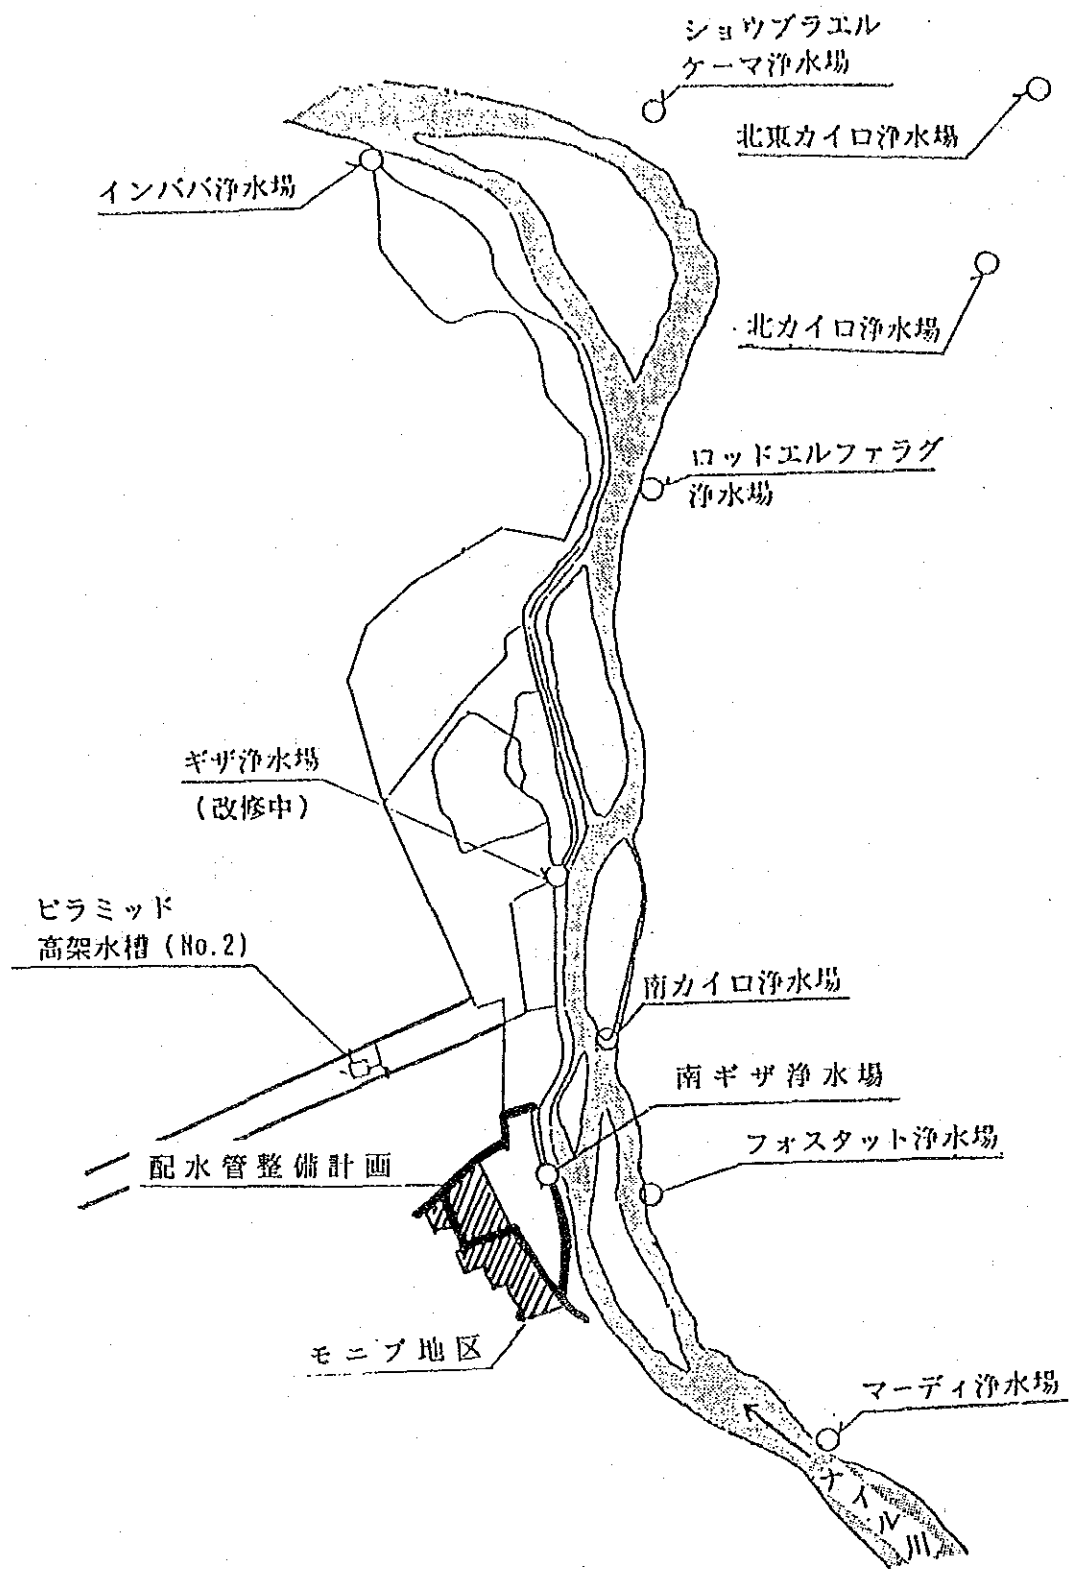 ショウブラエル
ケーマ浄水場
北東カイロ浄水場
インババ浄水場
北カイロ浄水場
ロッドエルファラグ
浄水場
ギザ浄水場
(改修中)
ピラミッド
高架水槽 (No.2)
南カイロ浄水場
南ギザ浄水場
フォスタット浄水場
配水管整備計画
モニブ地区
マーディ浄水場
ナイル川